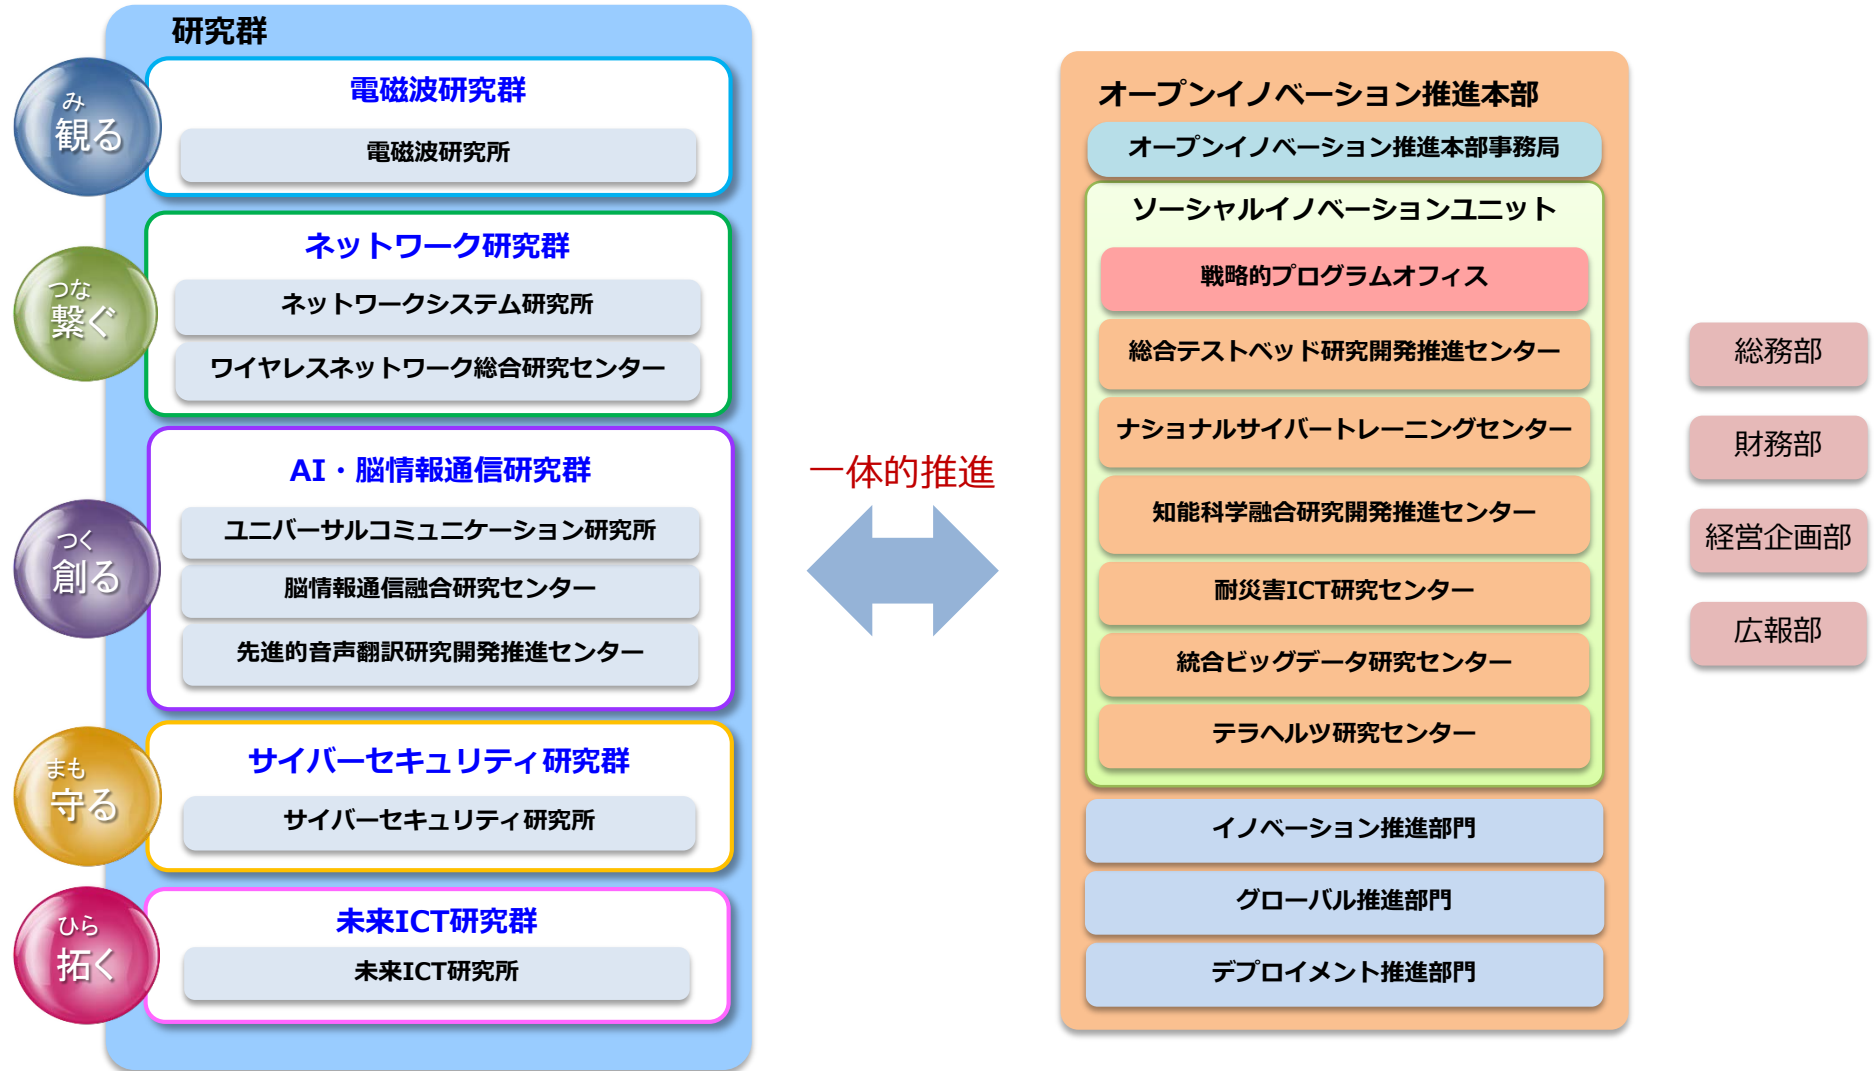 研究群
み
観る
電磁波研究群
電磁波研究所
つな
繋ぐ
ネットワーク研究群
ネットワークシステム研究所
ワイヤレスネットワーク総合研究センター
つく
創る
AI・脳情報通信研究群
ユニバーサルコミュニケーション研究所
脳情報通信融合研究センター
先進的音声翻訳研究開発推進センター
まも
守る
サイバーセキュリティ研究群
サイバーセキュリティ研究所
ひら
拓く
未来ICT研究群
未来ICT研究所
一体的推進
オープンイノベーション推進本部
オープンイノベーション推進本部事務局
ソーシャルイノベーションユニット
戦略的プログラムオフィス
総合テストベッド研究開発推進センター
ナショナルサイバートレーニングセンター
知能科学融合研究開発推進センター
耐災害ICT研究センター
統合ビッグデータ研究センター
テラヘルツ研究センター
イノベーション推進部門
グローバル推進部門
デプロイメント推進部門
総務部
財務部
経営企画部
広報部